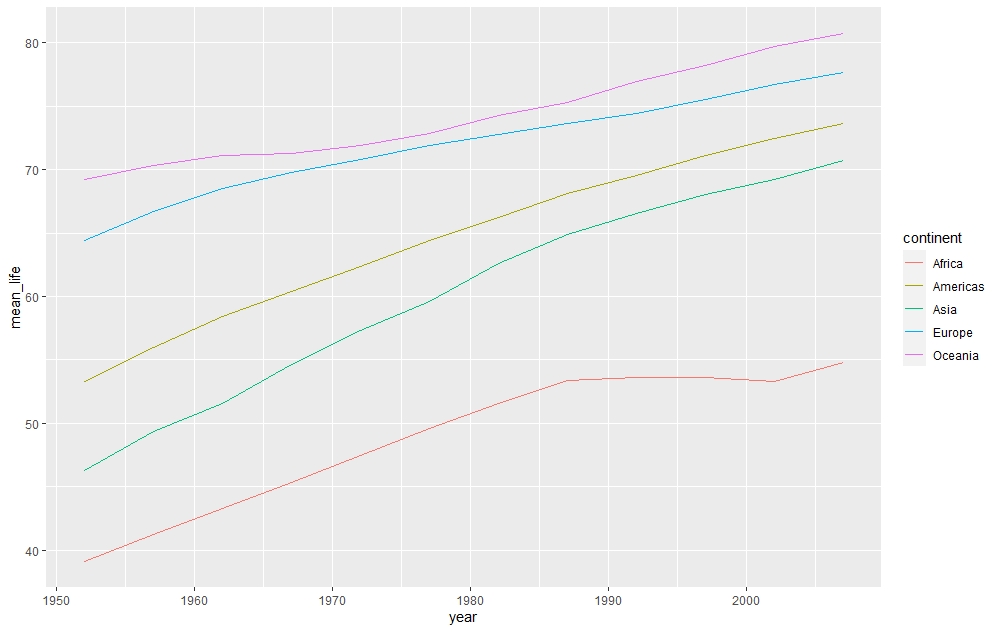 mean_life
80
70
60
50
40
1950 1960 1970 1980 1990 2000
year
continent
Africa
Americas
Asia
Europe
Oceania